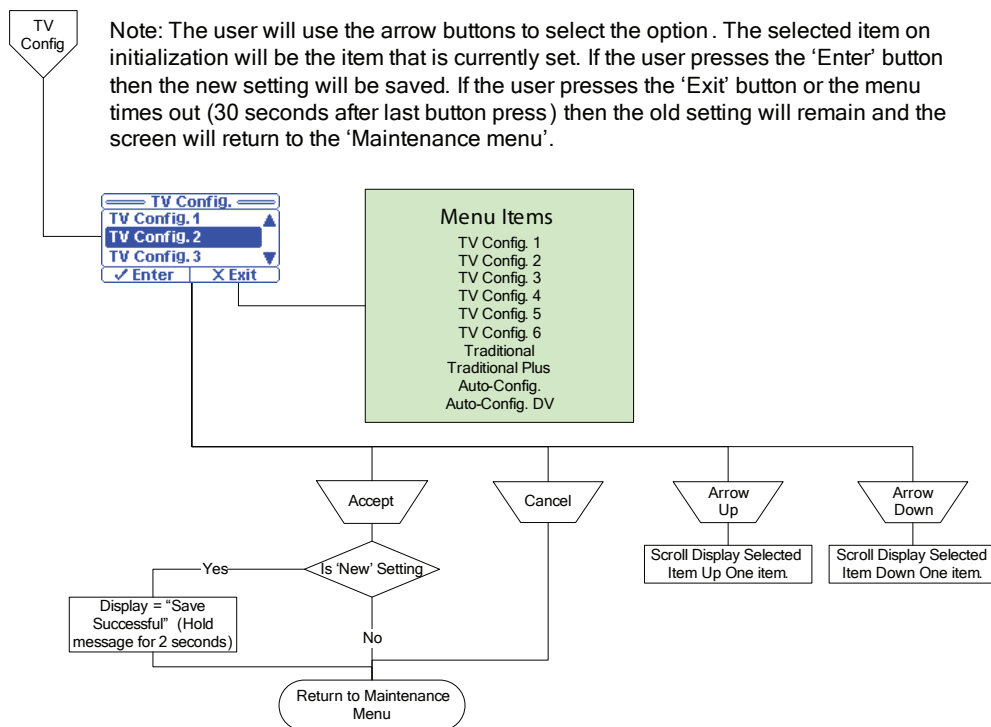 TV
Config
Note: The user will use the arrow buttons to select the option. The selected item on
initialization will be the item that is currently set. If the user presses the ‘Enter’ button
then the new setting will be saved. If the user presses the ‘Exit’ button or the menu
times out (30 seconds after last button press) then the old setting will remain and the
screen will return to the ‘Maintenance menu’.
TV Config.
TV Config. 1
TV Config. 2
TV Config. 3
✓ Enter
X Exit
Menu Items
TV Config. 1
TV Config. 2
TV Config. 3
TV Config. 4
TV Config. 5
TV Config. 6
Traditional
Traditional Plus
Auto-Config.
Auto-Config. DV
Accept
Cancel
Arrow
Up
Arrow
Down
Scroll Display Selected
Item Up One item.
Scroll Display Selected
Item Down One item.
Is ‘New’ Setting
Yes
Display = “Save
Successful” (Hold
message for 2 seconds)
No
Return to Maintenance
Menu